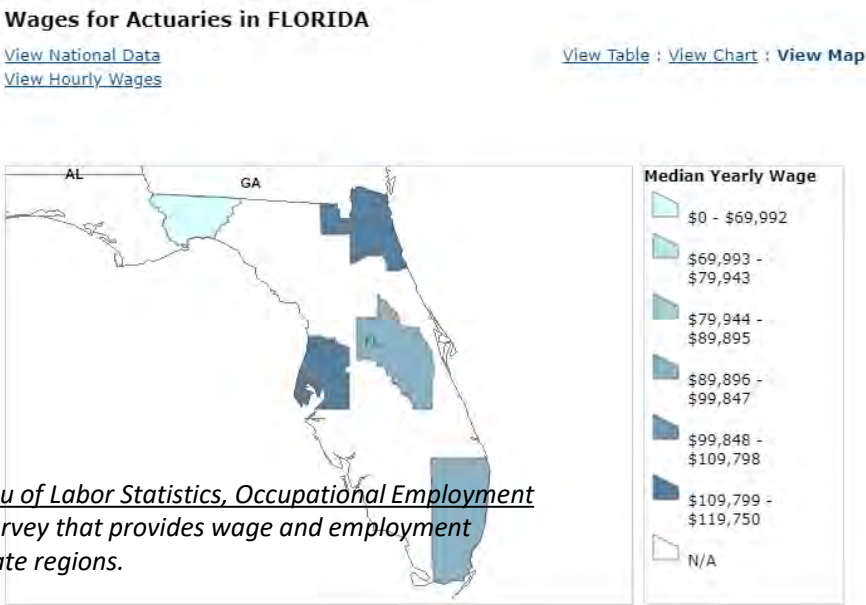 Wages for Actuaries in FLORIDA
View National Data
View Hourly Wages
View Table : View Chart : View Map
AL
GA
FL
Median Yearly Wage
$0 - $69,992
$69,993 -
$79,943
$79,944 -
$89,895
$89,896 -
$99,847
$99,848 -
$109,798
$109,799 -
$119,750
N/A
u of Labor Statistics, Occupational Employment
rvey that provides wage and employment
ate regions.